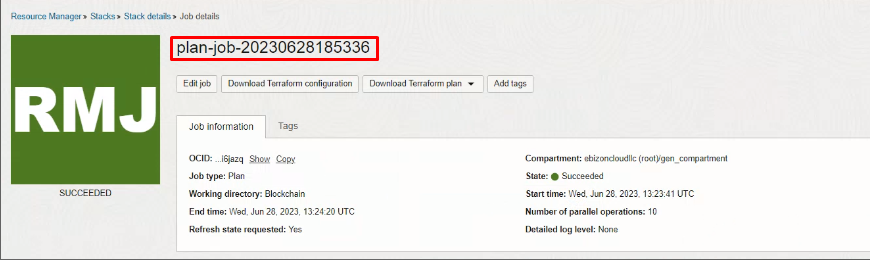 Resource Manager » Stacks » Stack details » Job details
plan-job-20230628185336
RMJ
SUCCEEDED
Edit job Download Terraform configuration Download Terraform plan Add tags
Job information Tags
OCID: ...i6jazq Show Copy Compartment: ebizoncloudllc (root)/gen_compartment
Job type: Plan State: Succeeded
Working directory: Blockchain Start time: Wed, Jun 28, 2023, 13:23:41 UTC
End time: Wed, Jun 28, 2023, 13:24:20 UTC Number of parallel operations: 10
Refresh state requested: Yes Detailed log level: None